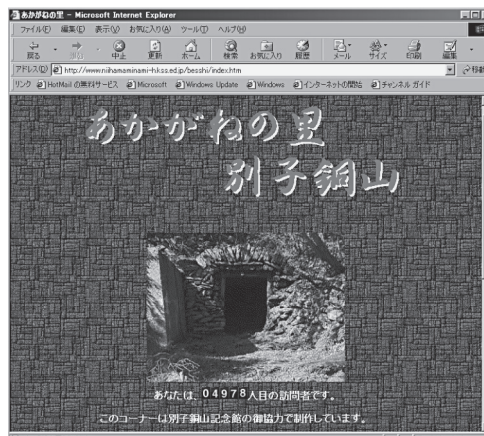 あかがねの里 - Microsoft Internet Explorer
ファイル(F) 編集(E) 表示(V) お気に入り(A) ツール(T) ヘルプ(H)
戻る 進む 中止 更新 ホーム 検索 お気に入り 履歴 メール サイズ 印刷 編集
アドレス(D) http://www.niihamaminami-hkss.ed.jp/besshi/index.htm 移動
リンク HotMail の無料サービス Microsoft Windows Update Windows インターネットの開始 チャンネル ガイド
あかがねの里
別子銅山
あなたは、04978人目の訪問者です。
このコーナーは別子銅山記念館の御協力で制作しています。